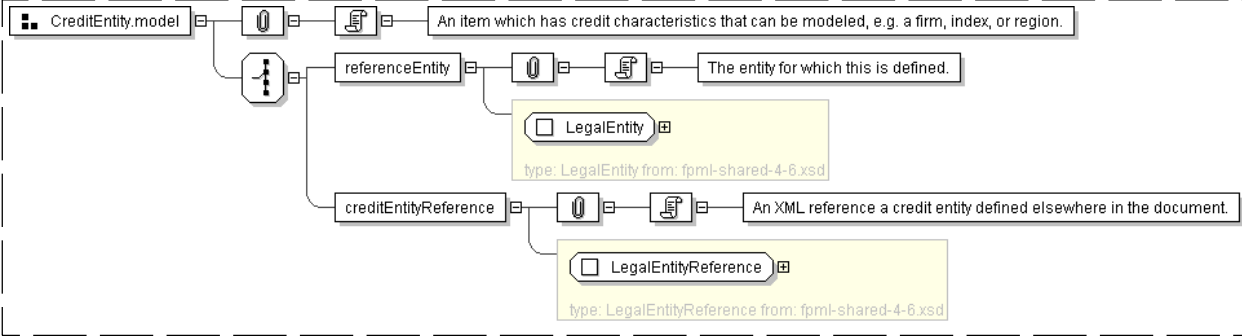 CreditEntity.model
An item which has credit characteristics that can be modeled, e.g. a firm, index, or region.
referenceEntity
The entity for which this is defined.
LegalEntity
type: LegalEntity from: fpml-shared-4-6.xsd
creditEntityReference
An XML reference a credit entity defined elsewhere in the document.
LegalEntityReference
type: LegalEntityReference from: fpml-shared-4-6.xsd